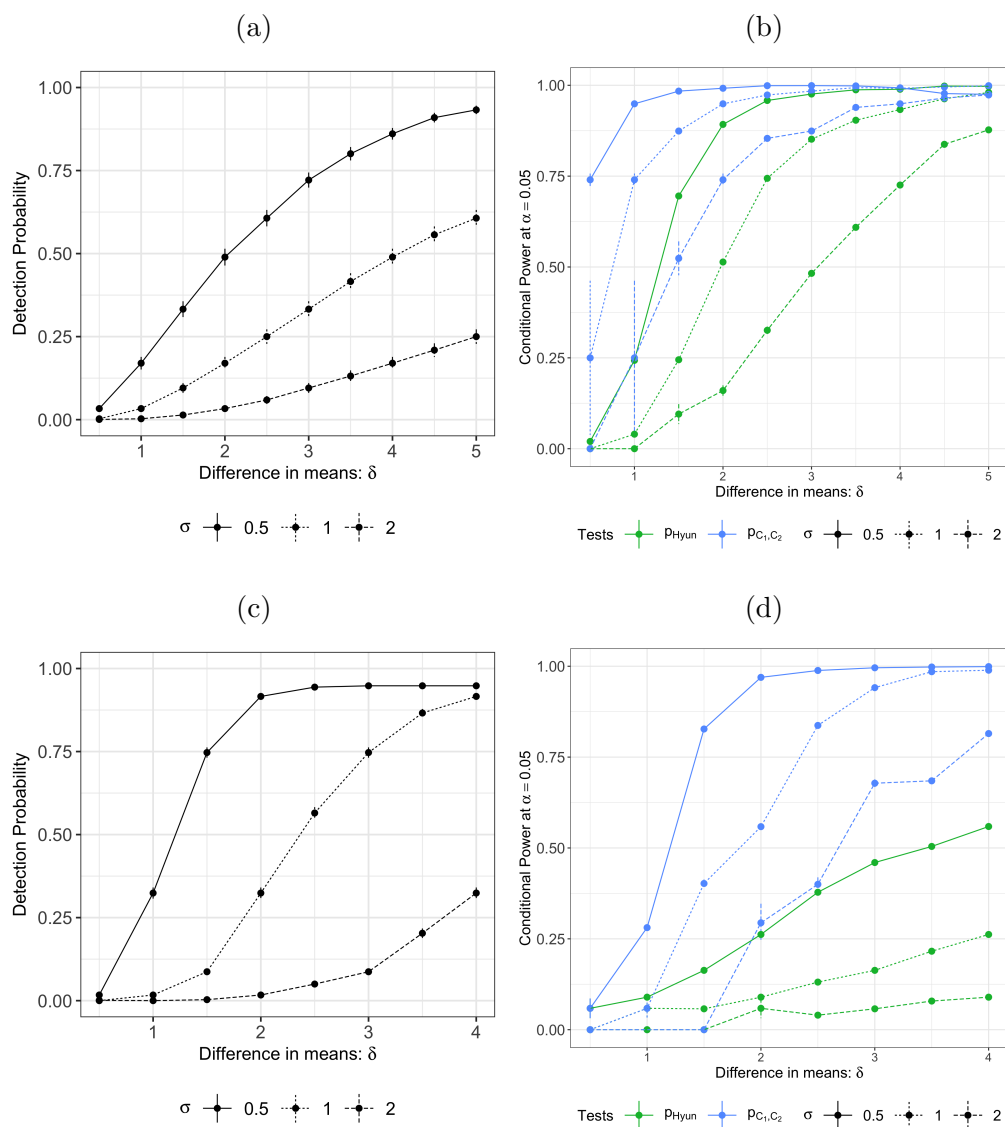 (a)
(b)
1.00
0.75
0.50
0.25
0.00
Detection Probability
1 2 3 4 5
Difference in means: δ
σ 0.5 1 2
1.00
0.75
0.50
0.25
0.00
Conditional Power at α = 0.05
1 2 3 4 5
Difference in means: δ
Tests pHyun pC1,C2 σ 0.5 1 2
(c)
(d)
1.00
0.75
0.50
0.25
0.00
Detection Probability
1 2 3 4
Difference in means: δ
σ 0.5 1 2
1.00
0.75
0.50
0.25
0.00
Conditional Power at α = 0.05
1 2 3 4
Difference in means: δ
Tests pHyun pC1,C2 σ 0.5 1 2